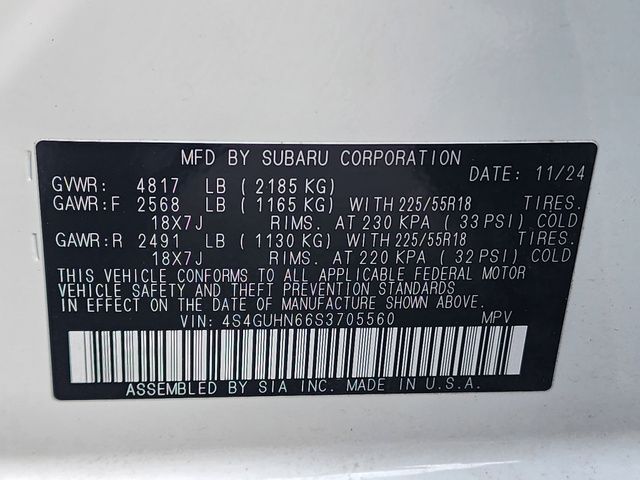 MFD BY SUBARU CORPORATION
DATE: 11/24
GVWR: 4817 LB ( 2185 KG)
GAWR:F 2568 LB ( 1165 KG) WITH 225/55R18 TIRES.
18X7J RIMS. AT 230 KPA ( 33 PSI) COLD
GAWR:R 2491 LB ( 1130 KG) WITH 225/55R18 TIRES.
18X7J RIMS. AT 220 KPA ( 32 PSI) COLD
THIS VEHICLE CONFORMS TO ALL APPLICABLE FEDERAL MOTOR
VEHICLE SAFETY AND THEFT PREVENTION STANDARDS
IN EFFECT ON THE DATE OF MANUFACTURE SHOWN ABOVE.
VIN: 4S4GUHN66S3705560 MPV
ASSEMBLED BY SIA INC. MADE IN U.S.A.